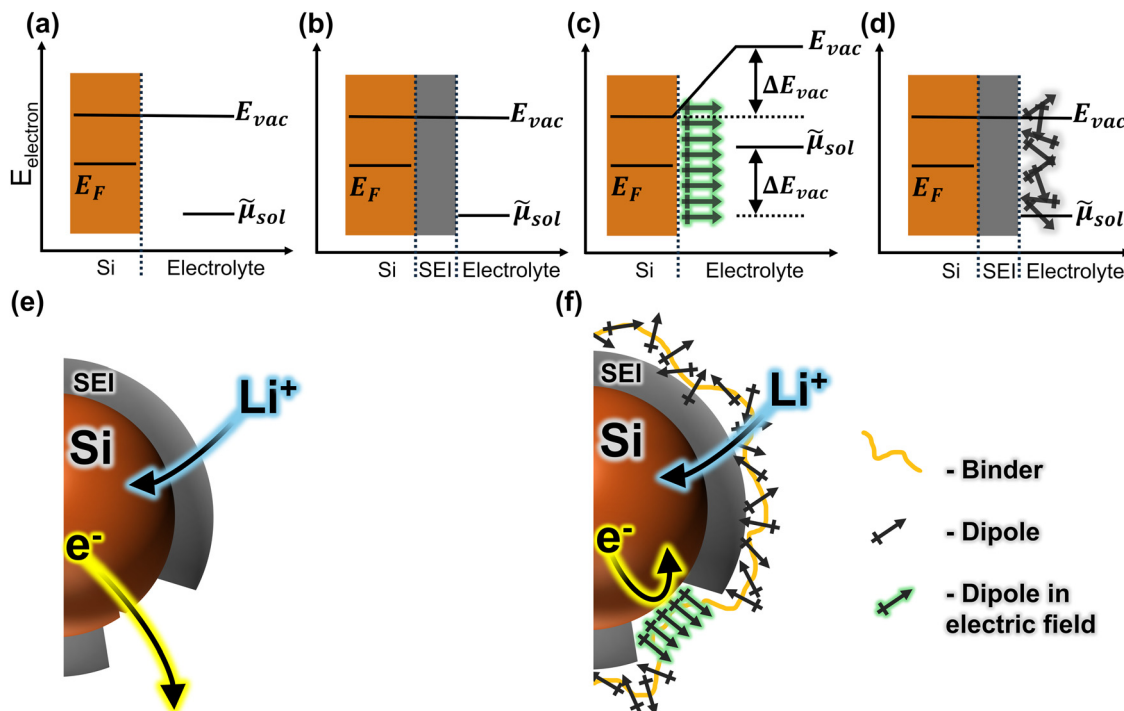 (a)
E_electron
E_vac
E_F
μ̃_sol
Si
Electrolyte
(b)
E_vac
E_F
μ̃_sol
Si
SEI
Electrolyte
(c)
E_vac
ΔE_vac
μ̃_sol
E_F
ΔE_vac
Si
Electrolyte
(d)
E_vac
E_F
μ̃_sol
Si
SEI
Electrolyte
(e)
SEI
Li⁺
Si
e⁻
(f)
SEI
Li⁺
Si
e⁻
- Binder
- Dipole
- Dipole in
electric field